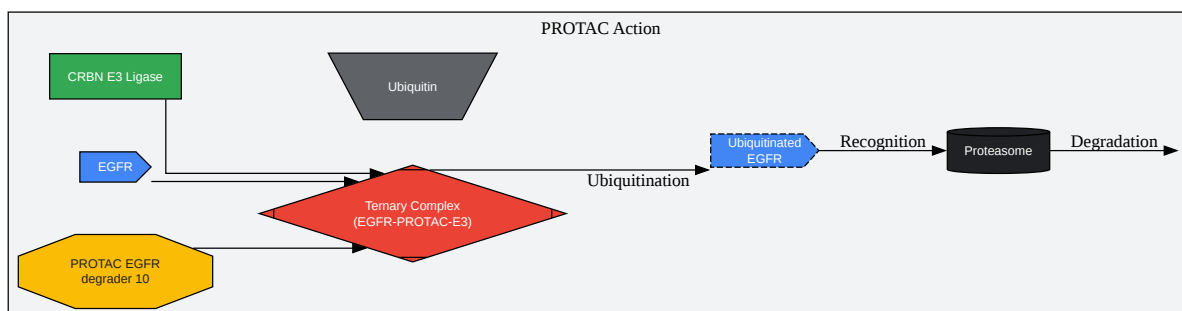 PROTAC Action
CRBN E3 Ligase
Ubiquitin
EGFR
Ubiquitinated
EGFR
Recognition
Proteasome
Degradation
Ubiquitination
Ternary Complex
(EGFR-PROTAC-E3)
PROTAC EGFR
degrader 10